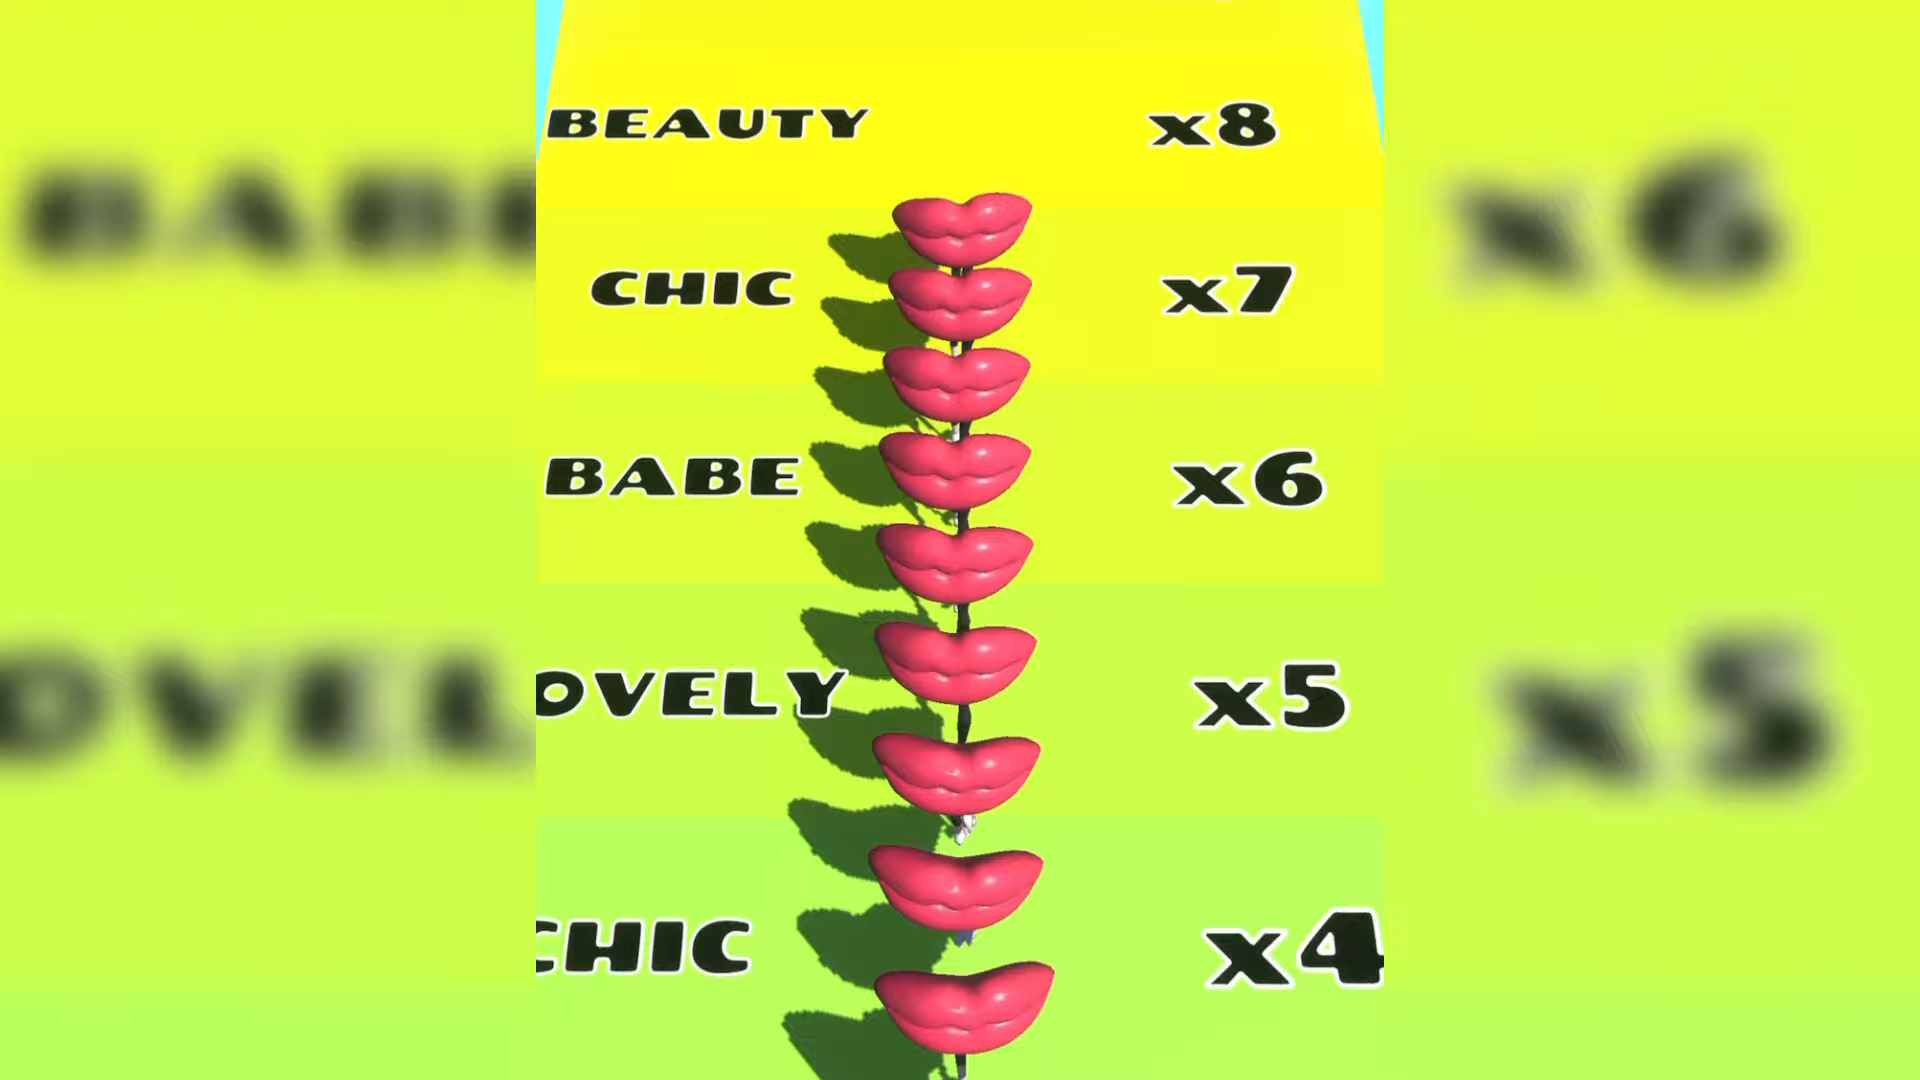 BEAUTY x8
CHIC x7
BABE x6
OVELY x5
CHIC x4